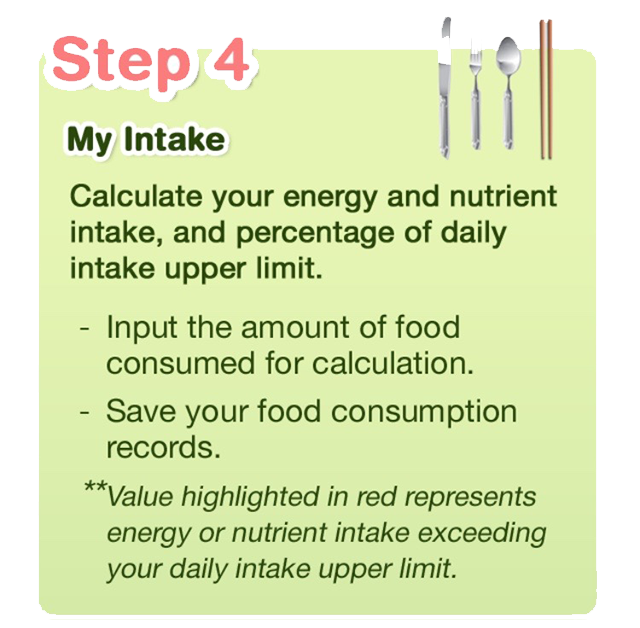 Step 4
My Intake
Calculate your energy and nutrient
intake, and percentage of daily
intake upper limit.
- Input the amount of food
consumed for calculation.
- Save your food consumption
records.
**Value highlighted in red represents
energy or nutrient intake exceeding
your daily intake upper limit.